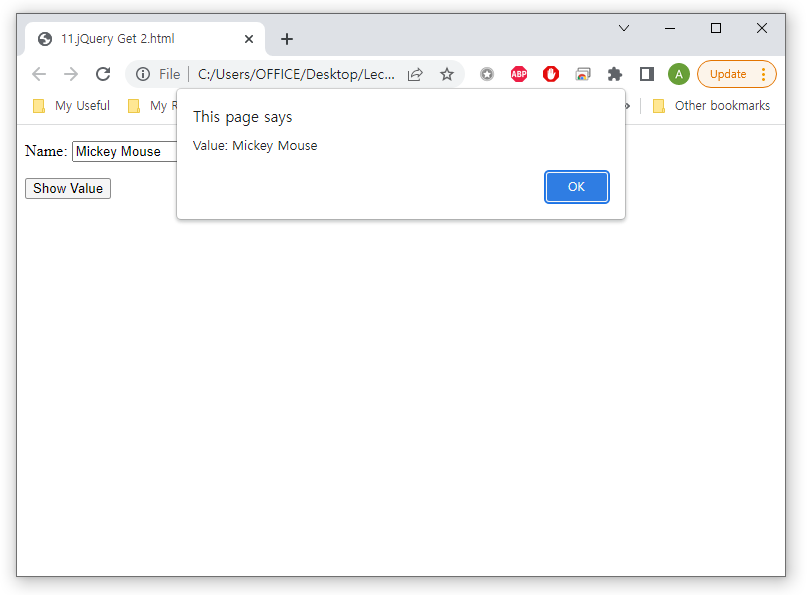 11.jQuery Get 2.html
File C:/Users/OFFICE/Desktop/Lec... ABP A Update
My Useful My R Other bookmarks
This page says
Value: Mickey Mouse
OK
Name: Mickey Mouse
Show Value